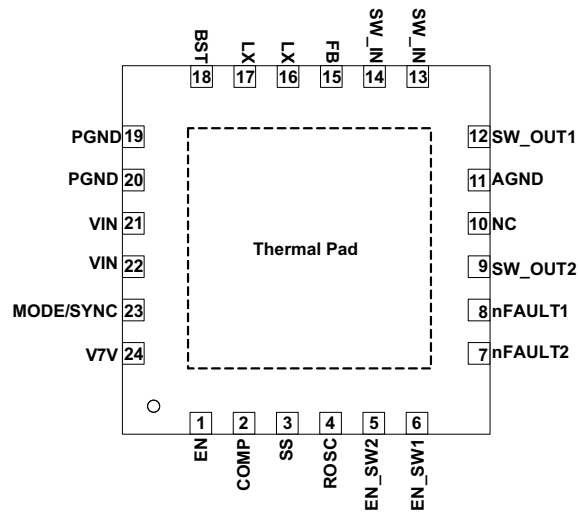 BST
LX
LX
FB
SW_IN
SW_IN
18
17
16
15
14
13
PGND 19
PGND 20
VIN 21
VIN 22
MODE/SYNC 23
V7V 24
Thermal Pad
12 SW_OUT1
11 AGND
10 NC
9 SW_OUT2
8 nFAULT1
7 nFAULT2
1
2
3
4
5
6
EN
COMP
SS
ROSC
EN_SW2
EN_SW1